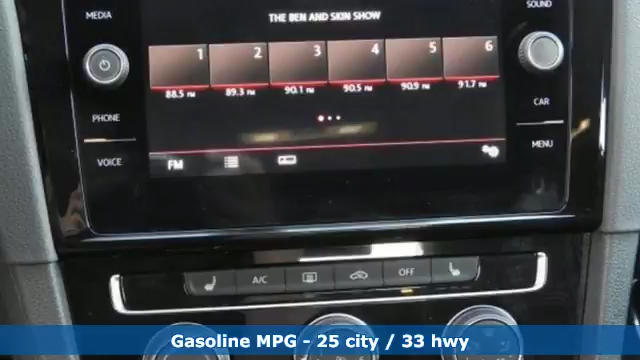 MEDIA
SOUND
THE BEN AND SKIN SHOW
1 2 3 4 5 6
88.5 FM 89.3 FM 90.1 FM 90.5 FM 90.9 FM 91.7 FM
PHONE
CAR
VOICE
MENU
FM
A/C
OFF
Gasoline MPG - 25 city / 33 hwy